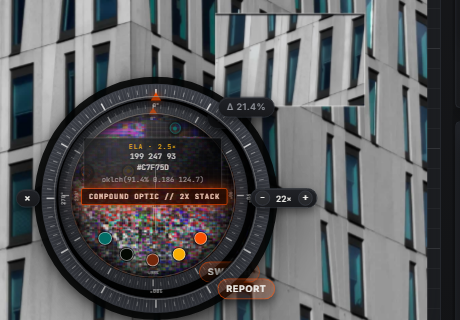 Δ 21.4%
ELA · 2.5×
199 247 93
#C7F75D
oklch(91.4% 0.186 124.7)
COMPOUND OPTIC // 2X STACK
×
− 22× +
SW
REPORT